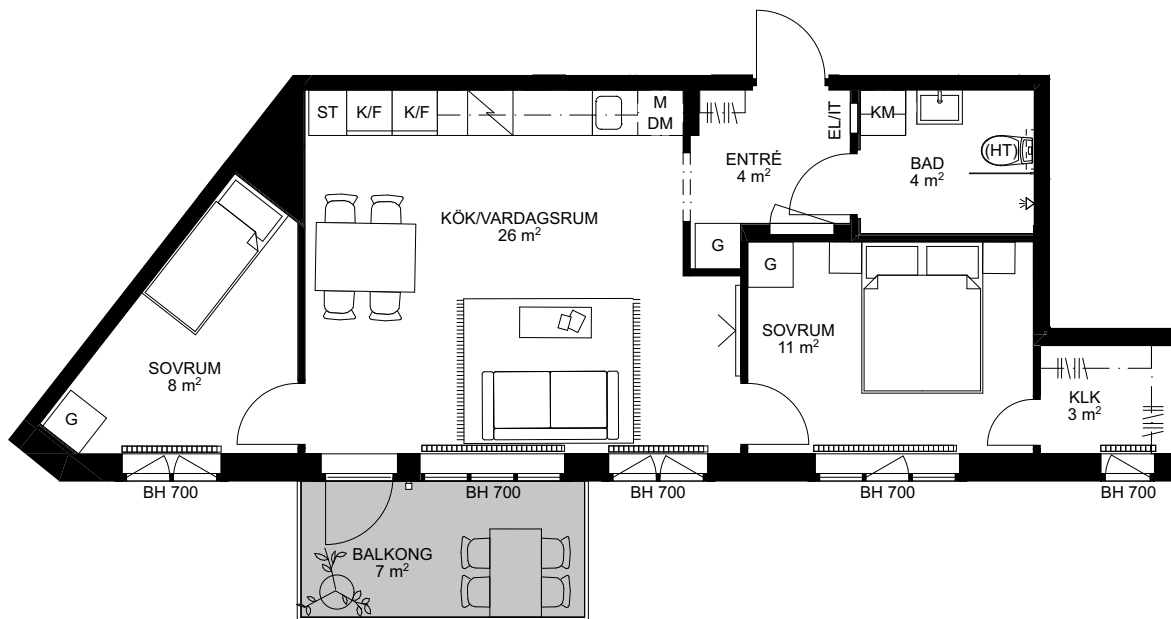 ST
K/F
K/F
M
DM
EL/IT
KM
(HT)
ENTRÉ
4 m²
BAD
4 m²
KÖK/VARDAGSRUM
26 m²
G
G
SOVRUM
11 m²
SOVRUM
8 m²
G
KLK
3 m²
BH 700
BH 700
BH 700
BH 700
BH 700
BALKONG
7 m²